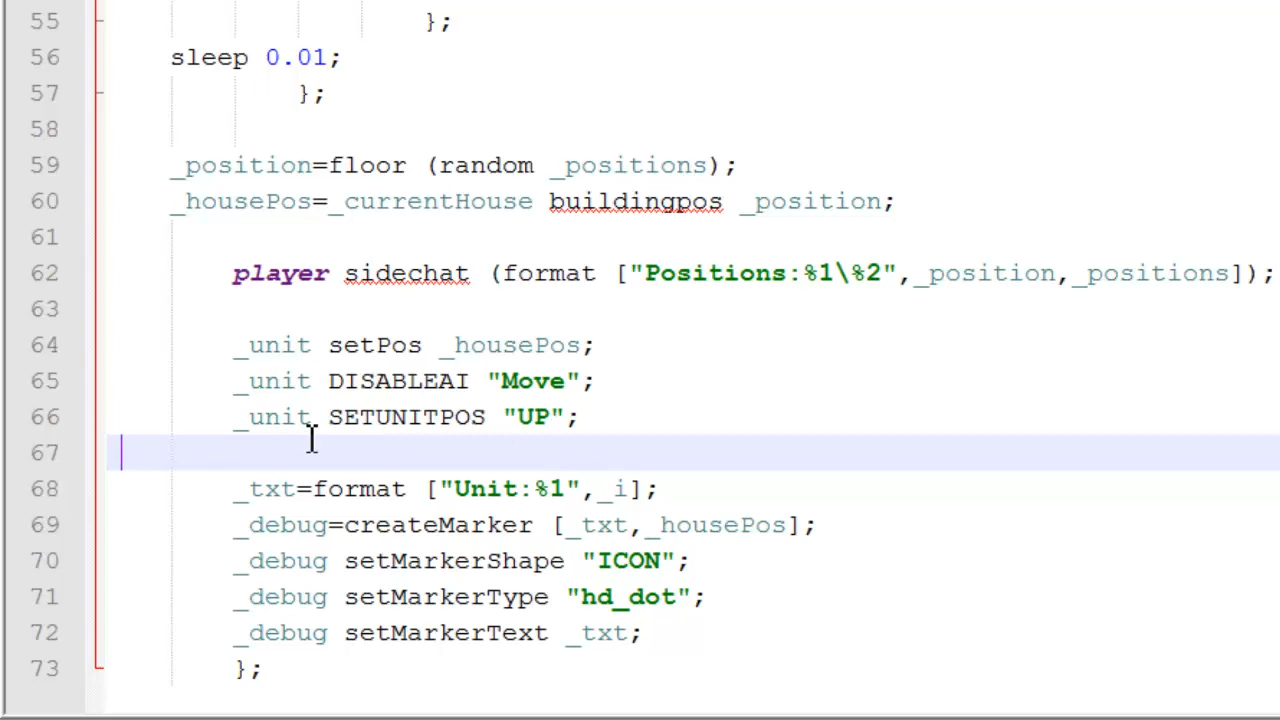 55 };
56 sleep 0.01;
57 };
58
59 _position=floor (random _positions);
60 _housePos=_currentHouse buildingpos _position;
61
62 player sidechat (format ["Positions:%1\%2",_position,_positions]);
63
64 _unit setPos _housePos;
65 _unit DISABLEAI "Move";
66 _unit SETUNITPOS "UP";
67
68 _txt=format ["Unit:%1",_i];
69 _debug=createMarker [_txt,_housePos];
70 _debug setMarkerShape "ICON";
71 _debug setMarkerType "hd_dot";
72 _debug setMarkerText _txt;
73 };